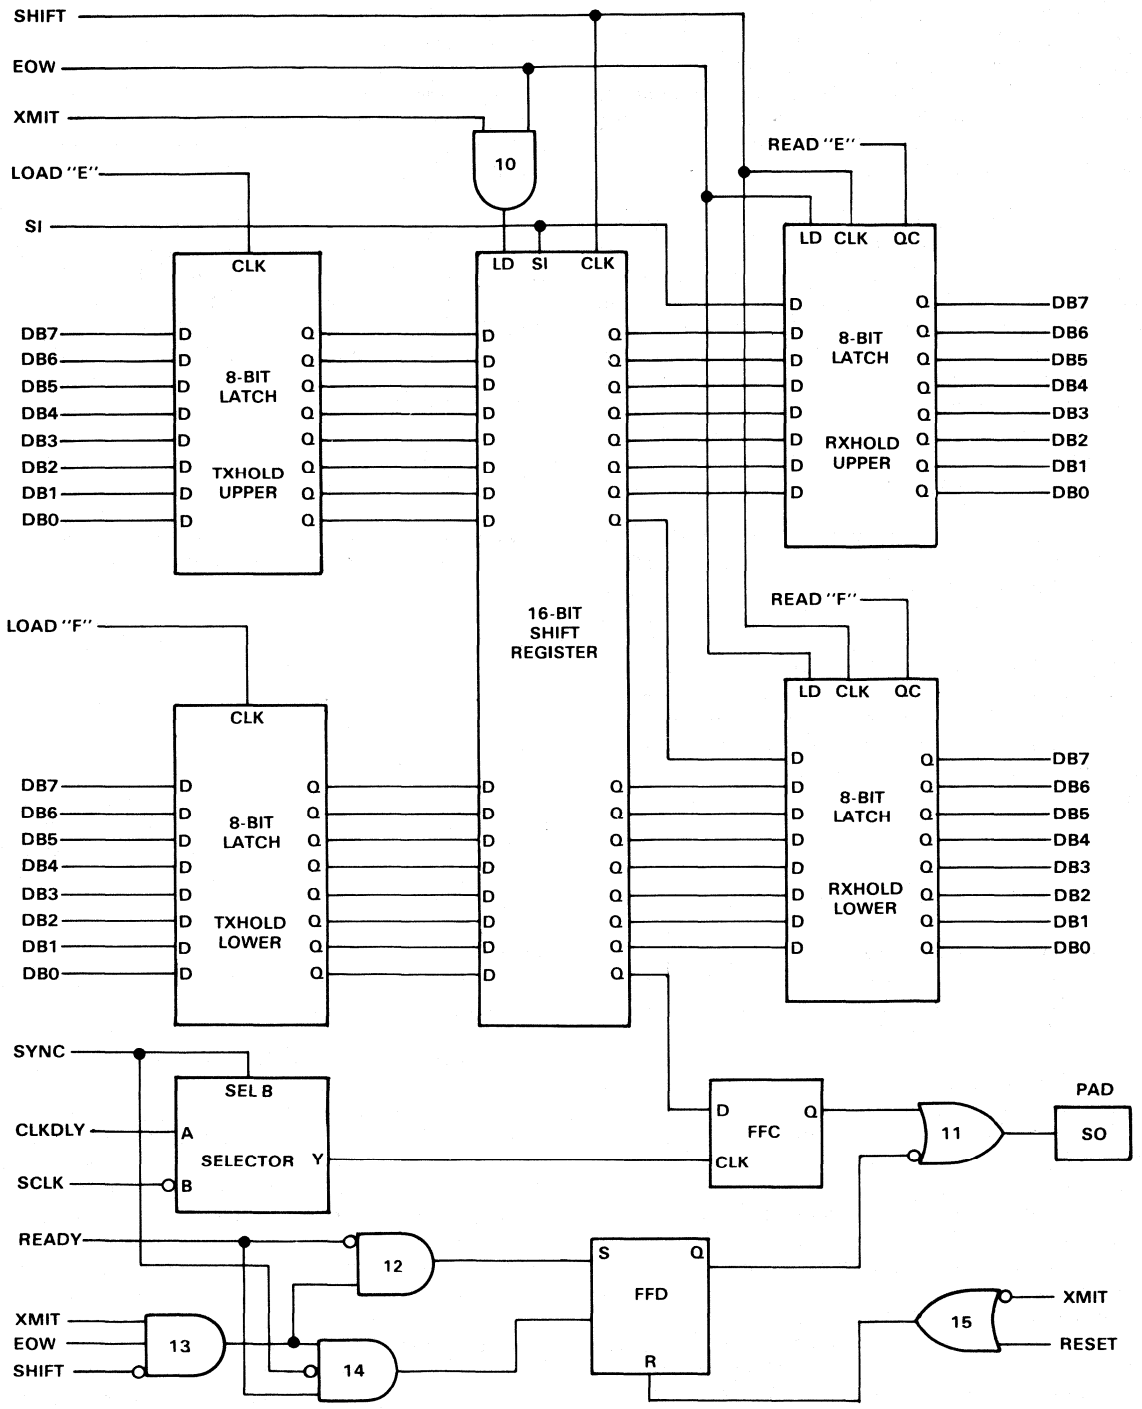 SHIFT
EOW
XMIT
10
READ "E"
LOAD "E"
SI
LD CLK QC
CLK
LD SI CLK
D Q DB7
DB7 D Q D Q D Q DB6
DB6 D Q D Q D Q DB5
DB5 D Q D Q D Q DB4
DB4 D Q D Q D Q DB3
DB3 D Q D Q D Q DB2
DB2 D Q D Q D Q DB1
DB1 D Q D Q D Q DB0
DB0 D Q D Q
8-BIT
LATCH
TXHOLD
UPPER
8-BIT
LATCH
RXHOLD
UPPER
16-BIT
SHIFT
REGISTER
READ "F"
LOAD "F"
LD CLK QC
CLK
D Q DB7
DB7 D Q D Q D Q DB6
DB6 D Q D Q D Q DB5
DB5 D Q D Q D Q DB4
DB4 D Q D Q D Q DB3
DB3 D Q D Q D Q DB2
DB2 D Q D Q D Q DB1
DB1 D Q D Q D Q DB0
DB0 D Q D Q
8-BIT
LATCH
TXHOLD
LOWER
8-BIT
LATCH
RXHOLD
LOWER
SYNC
SEL B
CLKDLY
A
SELECTOR Y
SCLK
B
D Q
FFC
CLK
11
PAD
SO
READY
12
S Q
FFD
R
XMIT
EOW
SHIFT
13
14
15
XMIT
RESET